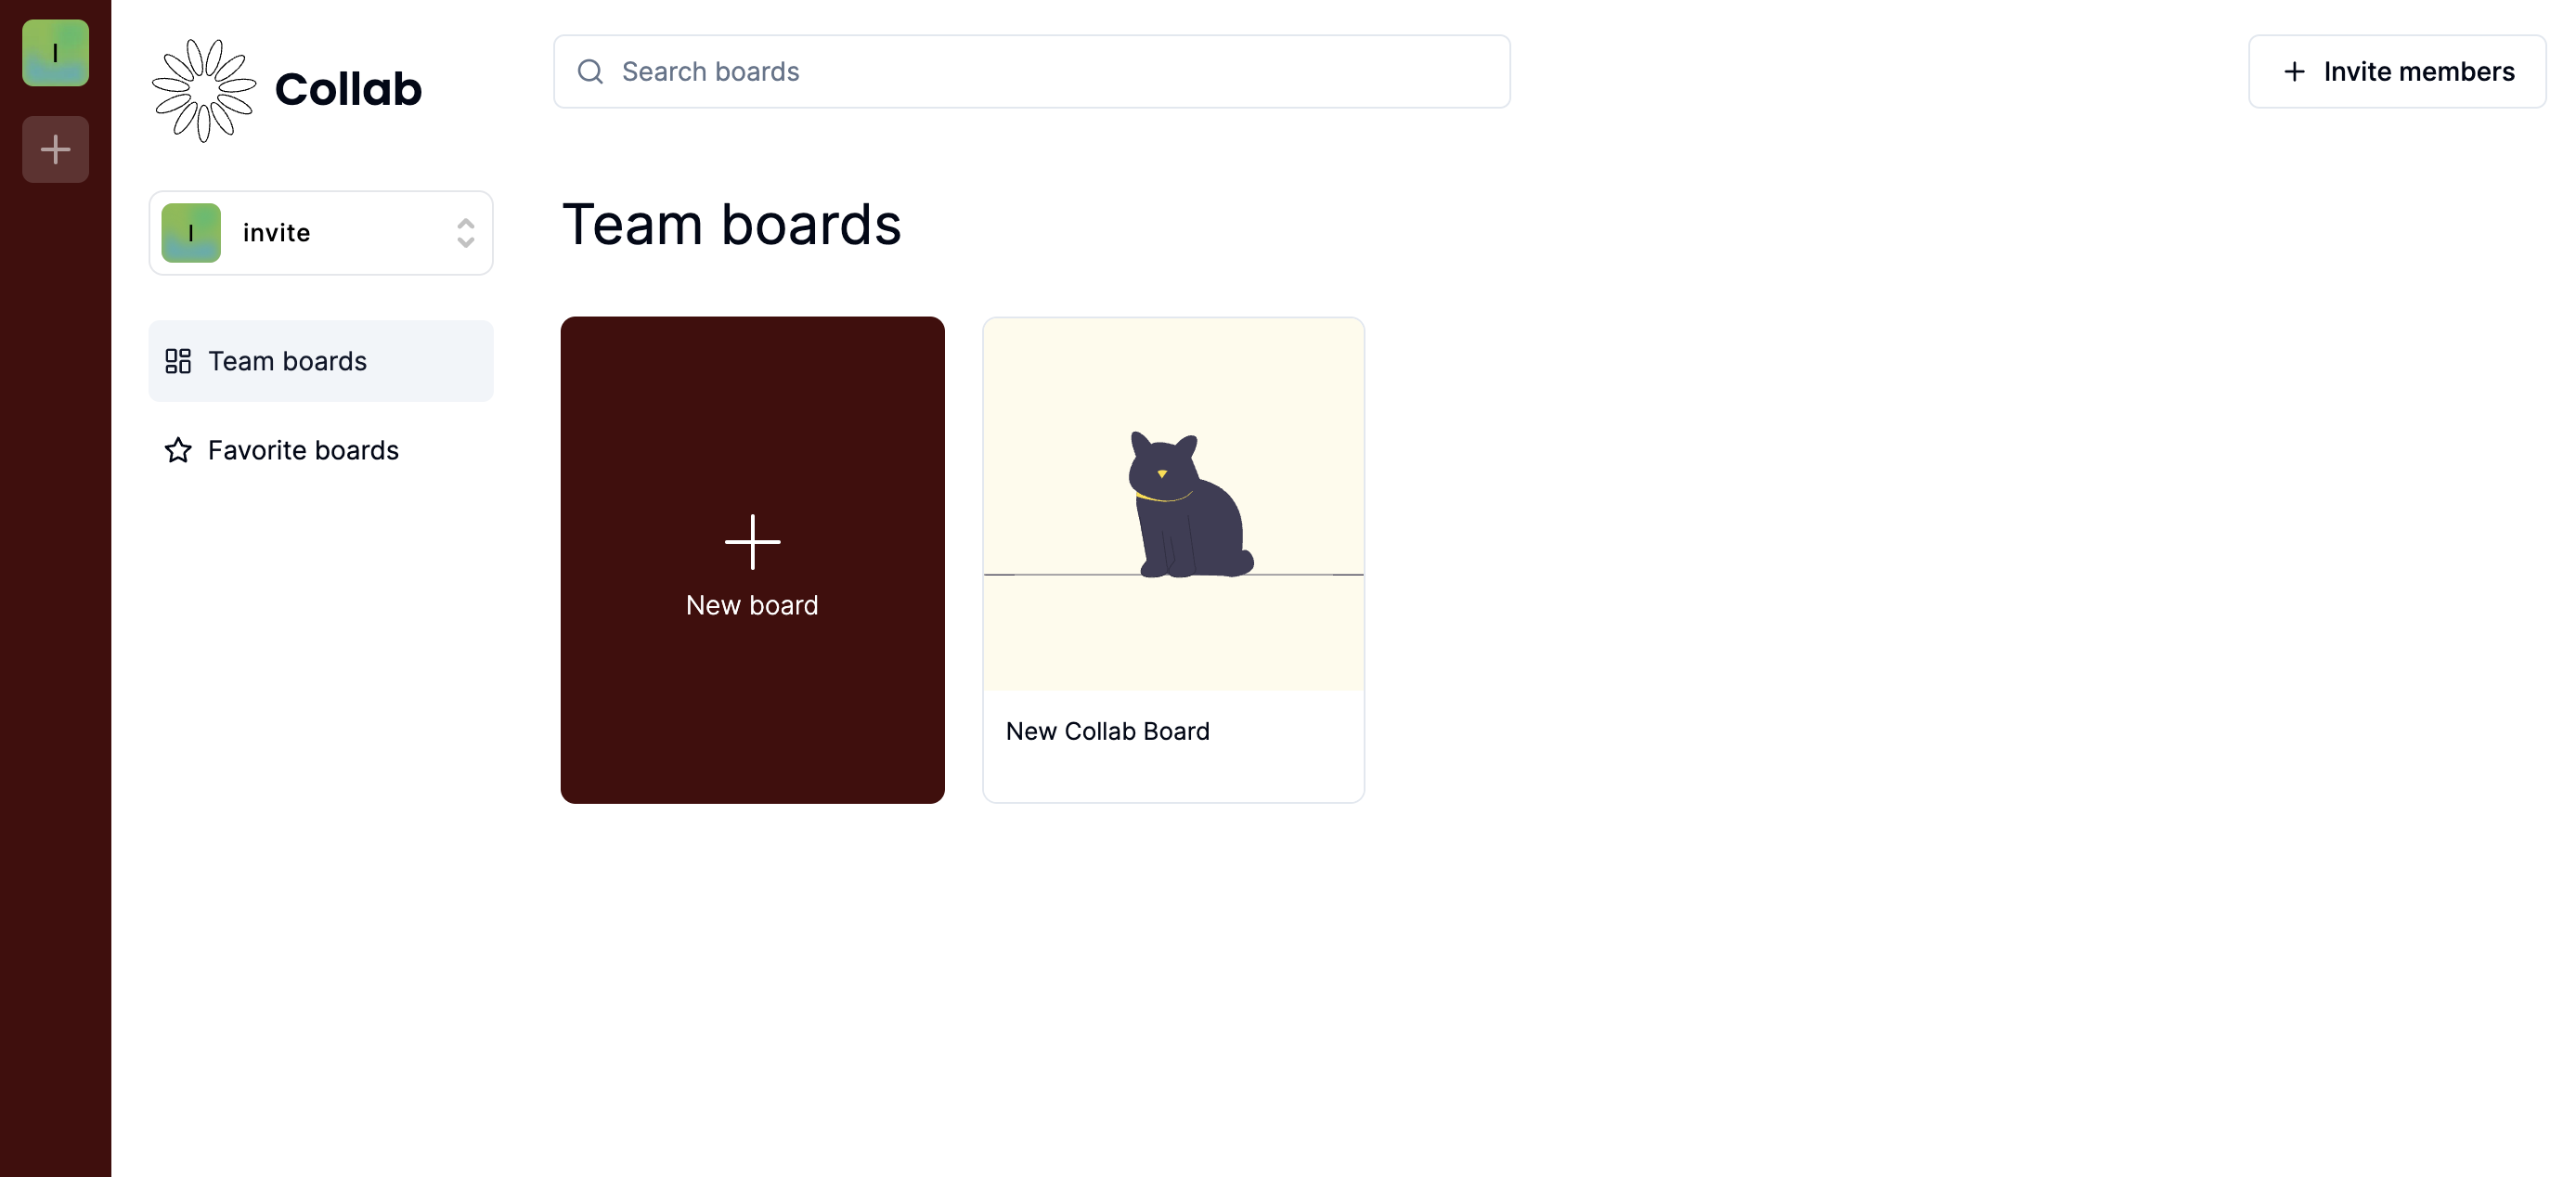 I
Collab
Search boards
Invite members
I
invite
Team boards
Team boards
Favorite boards
New board
New Collab Board